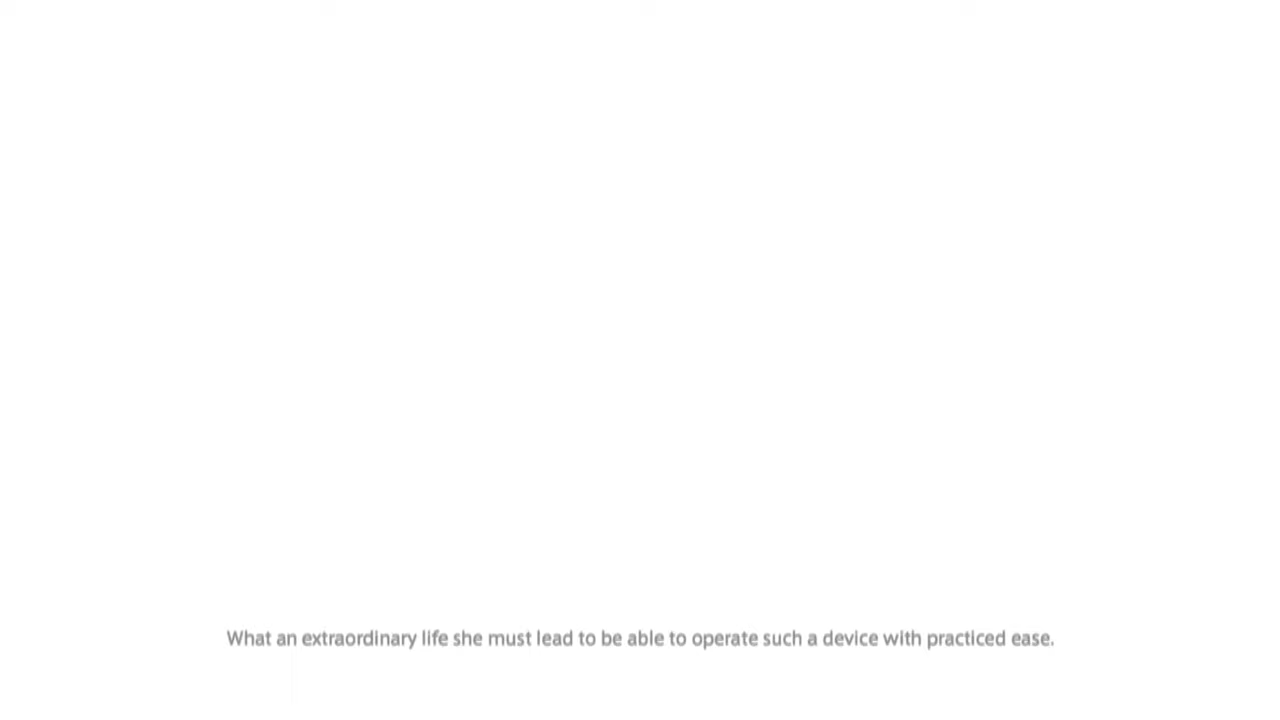 What an extraordinary life she must lead to be able to operate such a device with practiced ease.